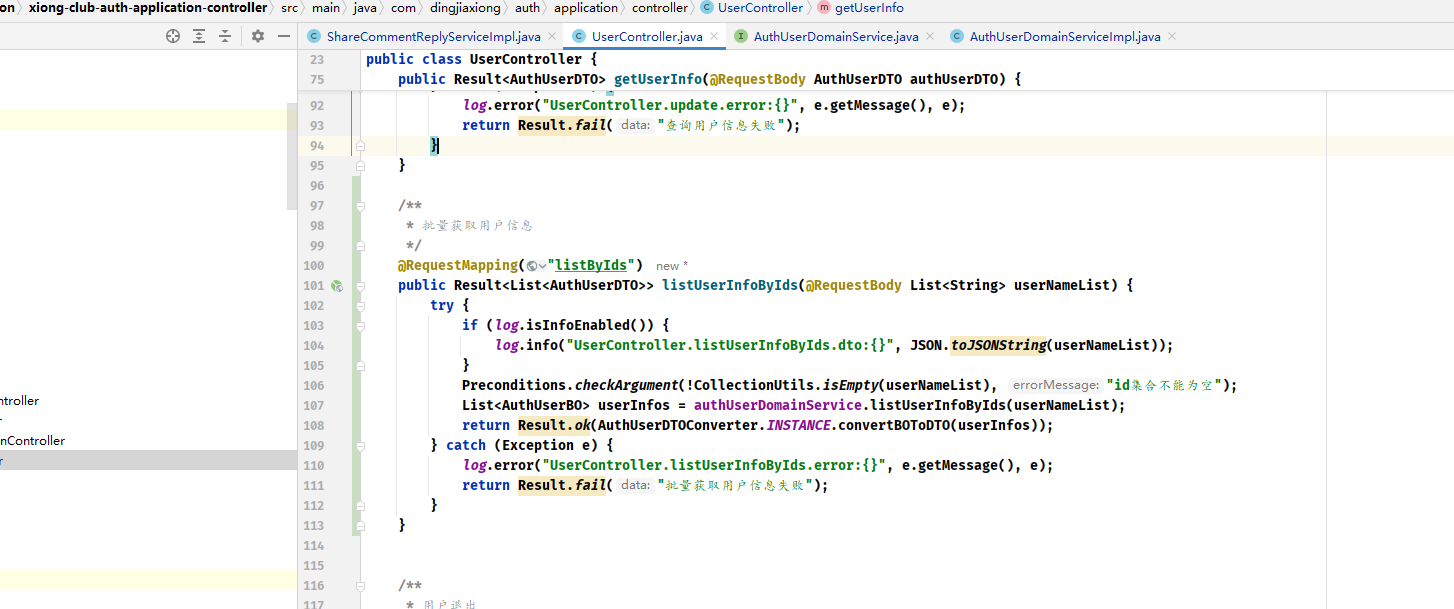 on › xiong-club-auth-application-controller › src › main › java › com › dingjiaxiong › auth › application › controller › UserController › getUserInfo
ShareCommentReplyServiceImpl.java × UserController.java × AuthUserDomainService.java × AuthUserDomainServiceImpl.java ×
23 public class UserController {
75 public Result<AuthUserDTO> getUserInfo(@RequestBody AuthUserDTO authUserDTO) {
92 log.error("UserController.update.error:{}", e.getMessage(), e);
93 return Result.fail( data: "查询用户信息失败");
94 }
95 }
96
97 /**
98 * 批量获取用户信息
99 */
100 @RequestMapping("listByIds") new *
101 public Result<List<AuthUserDTO>> listUserInfoByIds(@RequestBody List<String> userNameList) {
102 try {
103 if (log.isInfoEnabled()) {
104 log.info("UserController.listUserInfoByIds.dto:{}", JSON.toJSONString(userNameList));
105 }
106 Preconditions.checkArgument(!CollectionUtils.isEmpty(userNameList), errorMessage: "id集合不能为空");
107 List<AuthUserBO> userInfos = authUserDomainService.listUserInfoByIds(userNameList);
108 return Result.ok(AuthUserDTOConverter.INSTANCE.convertBOToDTO(userInfos));
109 } catch (Exception e) {
110 log.error("UserController.listUserInfoByIds.error:{}", e.getMessage(), e);
111 return Result.fail( data: "批量获取用户信息失败");
112 }
113 }
114
115
116 /**
117 * 用户退出
ntroller
r
nController
r